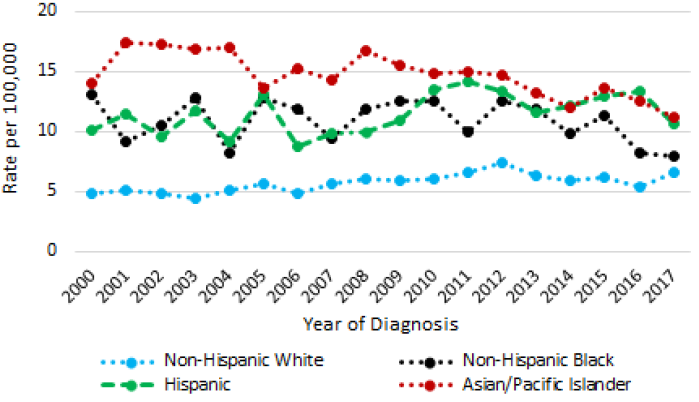 20
15
10
5
0
Rate per 100,000
2000 2001 2002 2003 2004 2005 2006 2007 2008 2009 2010 2011 2012 2013 2014 2015 2016 2017
Year of Diagnosis
Non-Hispanic White Non-Hispanic Black
Hispanic Asian/Pacific Islander